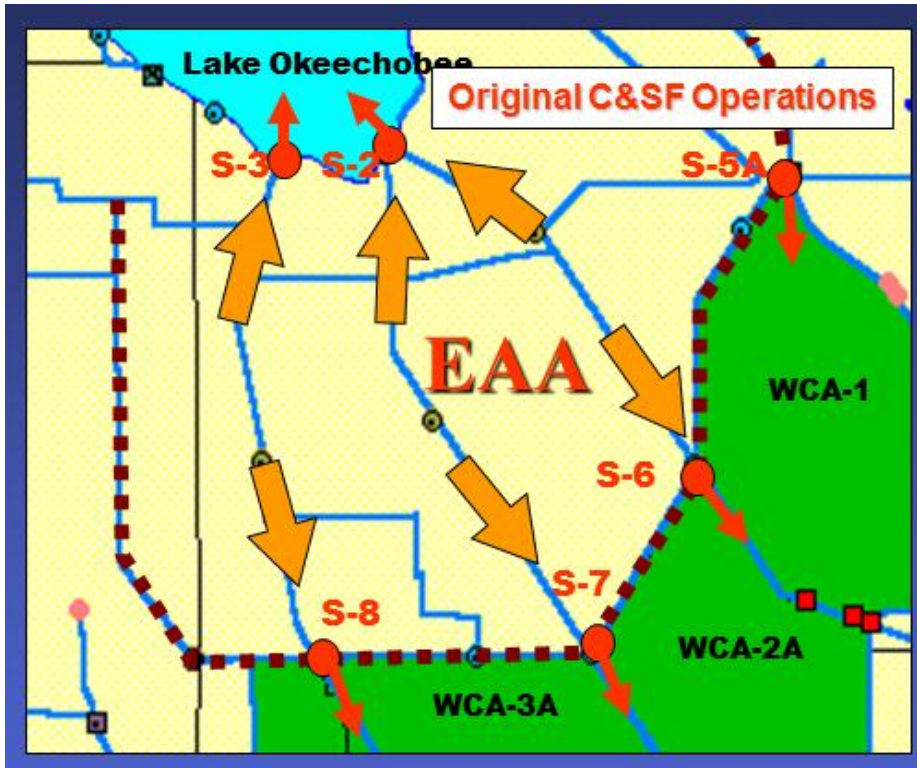 Lake Okeechobee
Original C&SF Operations
S-3
S-2
S-5A
EAA
WCA-1
S-6
S-7
S-8
WCA-2A
WCA-3A